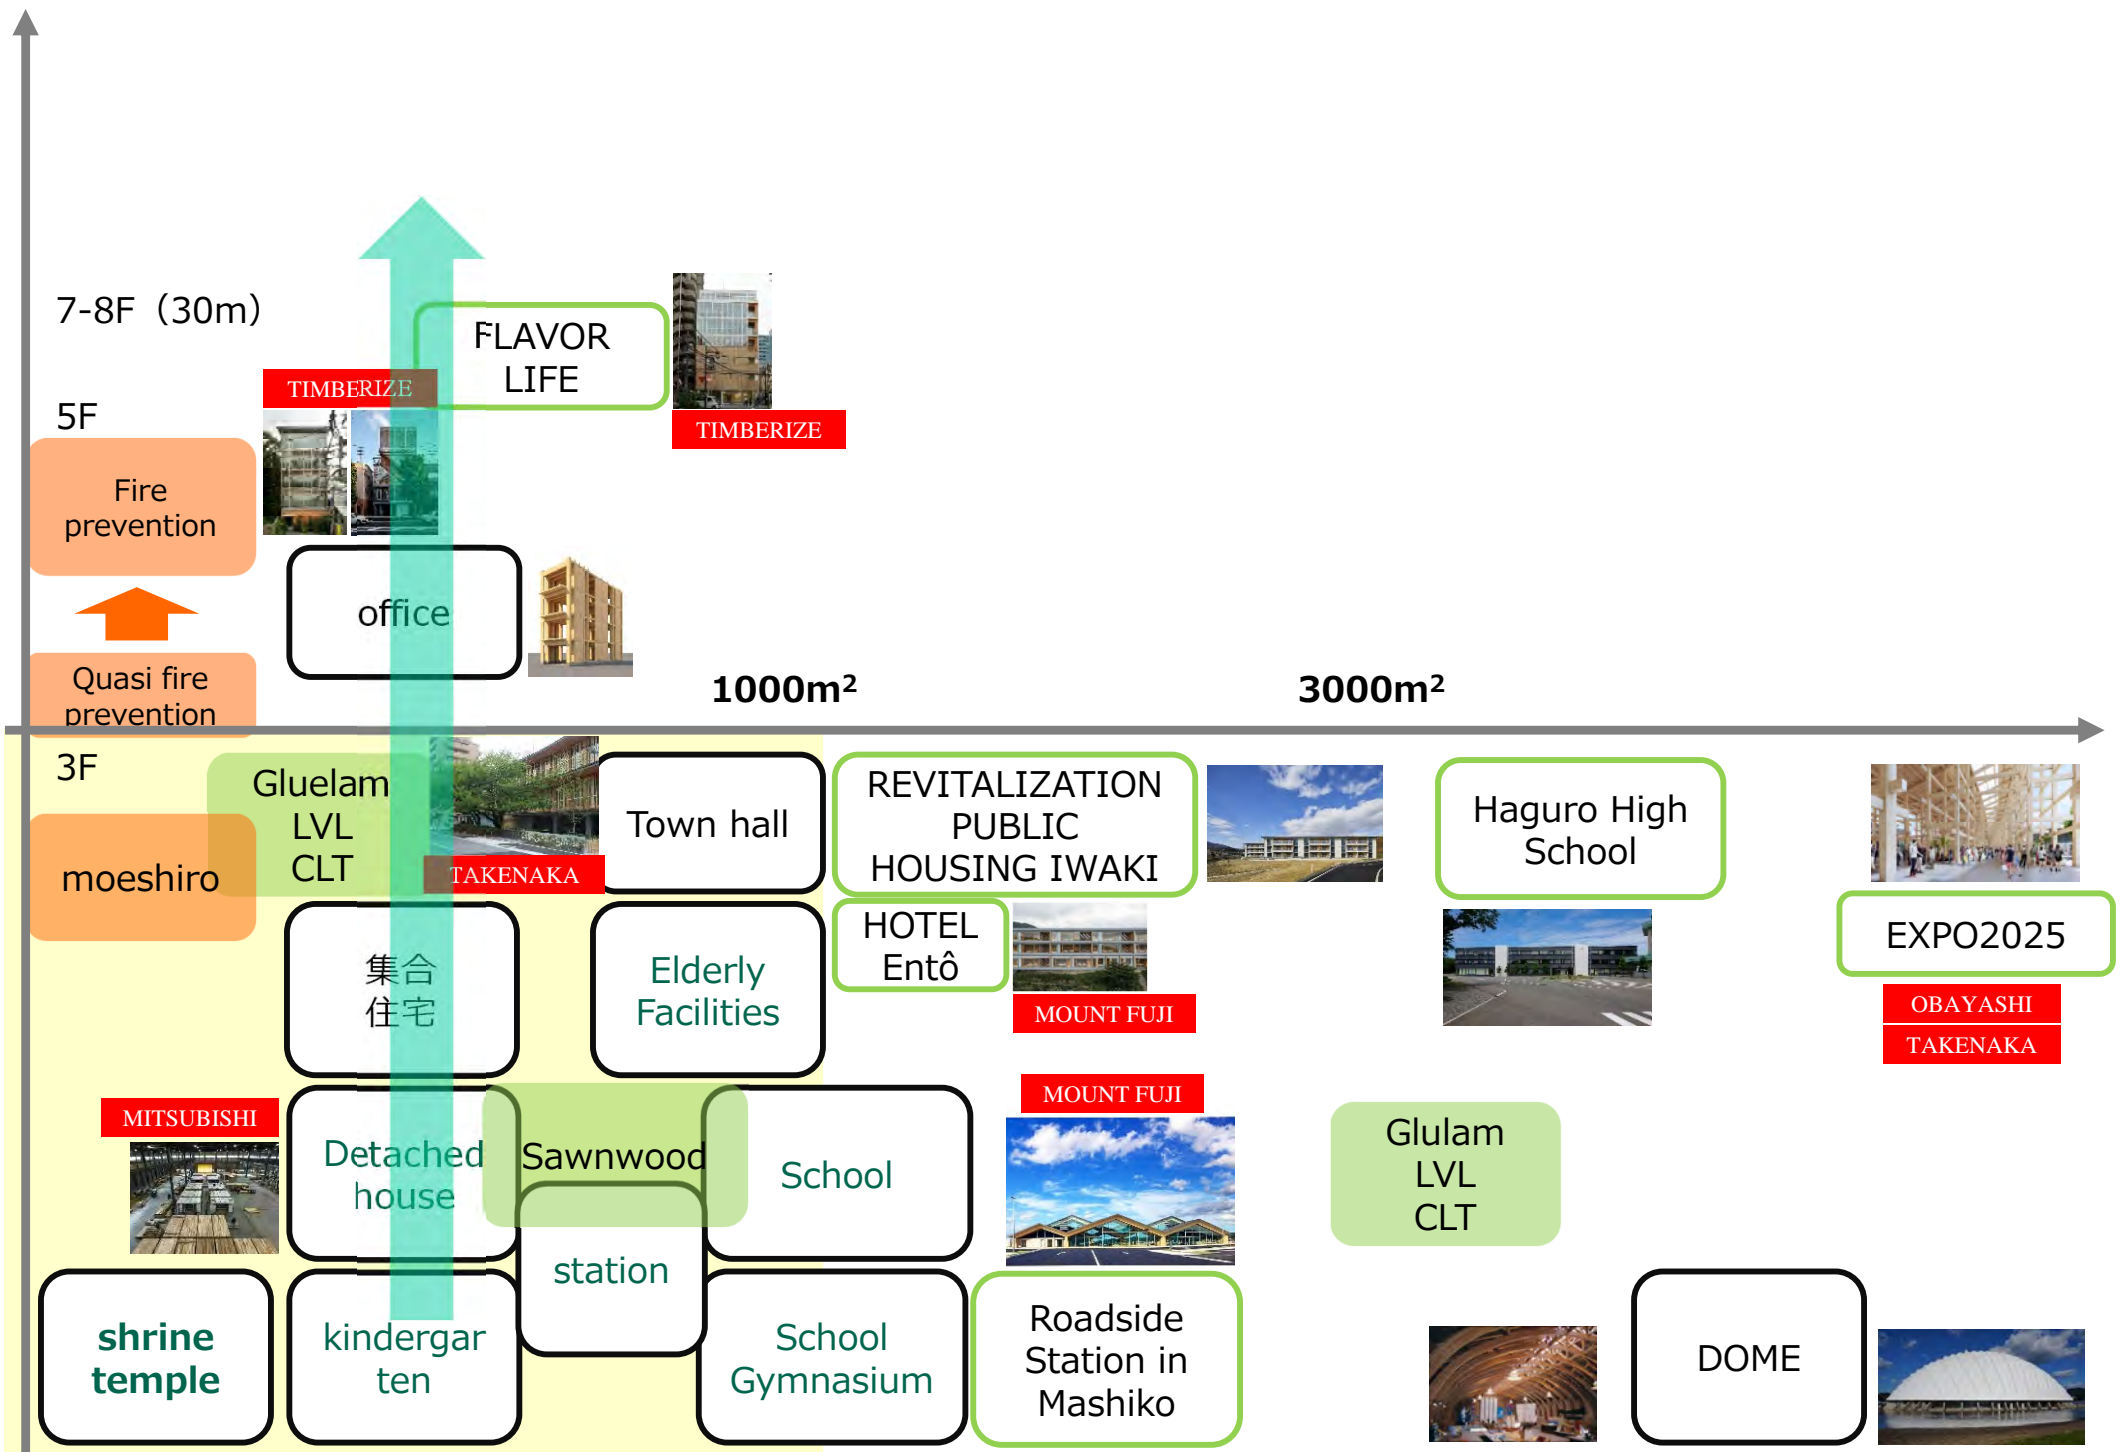 7-8F（30m）
FLAVOR
LIFE
TIMBERIZE
5F
TIMBERIZE
Fire
prevention
office
Quasi fire
prevention
1000m²
3000m²
3F
Gluelam
LVL
CLT
TAKENAKA
Town hall
REVITALIZATION
PUBLIC
HOUSING IWAKI
Haguro High
School
moeshiro
集合
住宅
Elderly
Facilities
HOTEL
Entô
MOUNT FUJI
EXPO2025
OBAYASHI
TAKENAKA
MITSUBISHI
Detached
house
Sawnwood
School
MOUNT FUJI
Glulam
LVL
CLT
station
shrine
temple
kindergar
ten
School
Gymnasium
Roadside
Station in
Mashiko
DOME